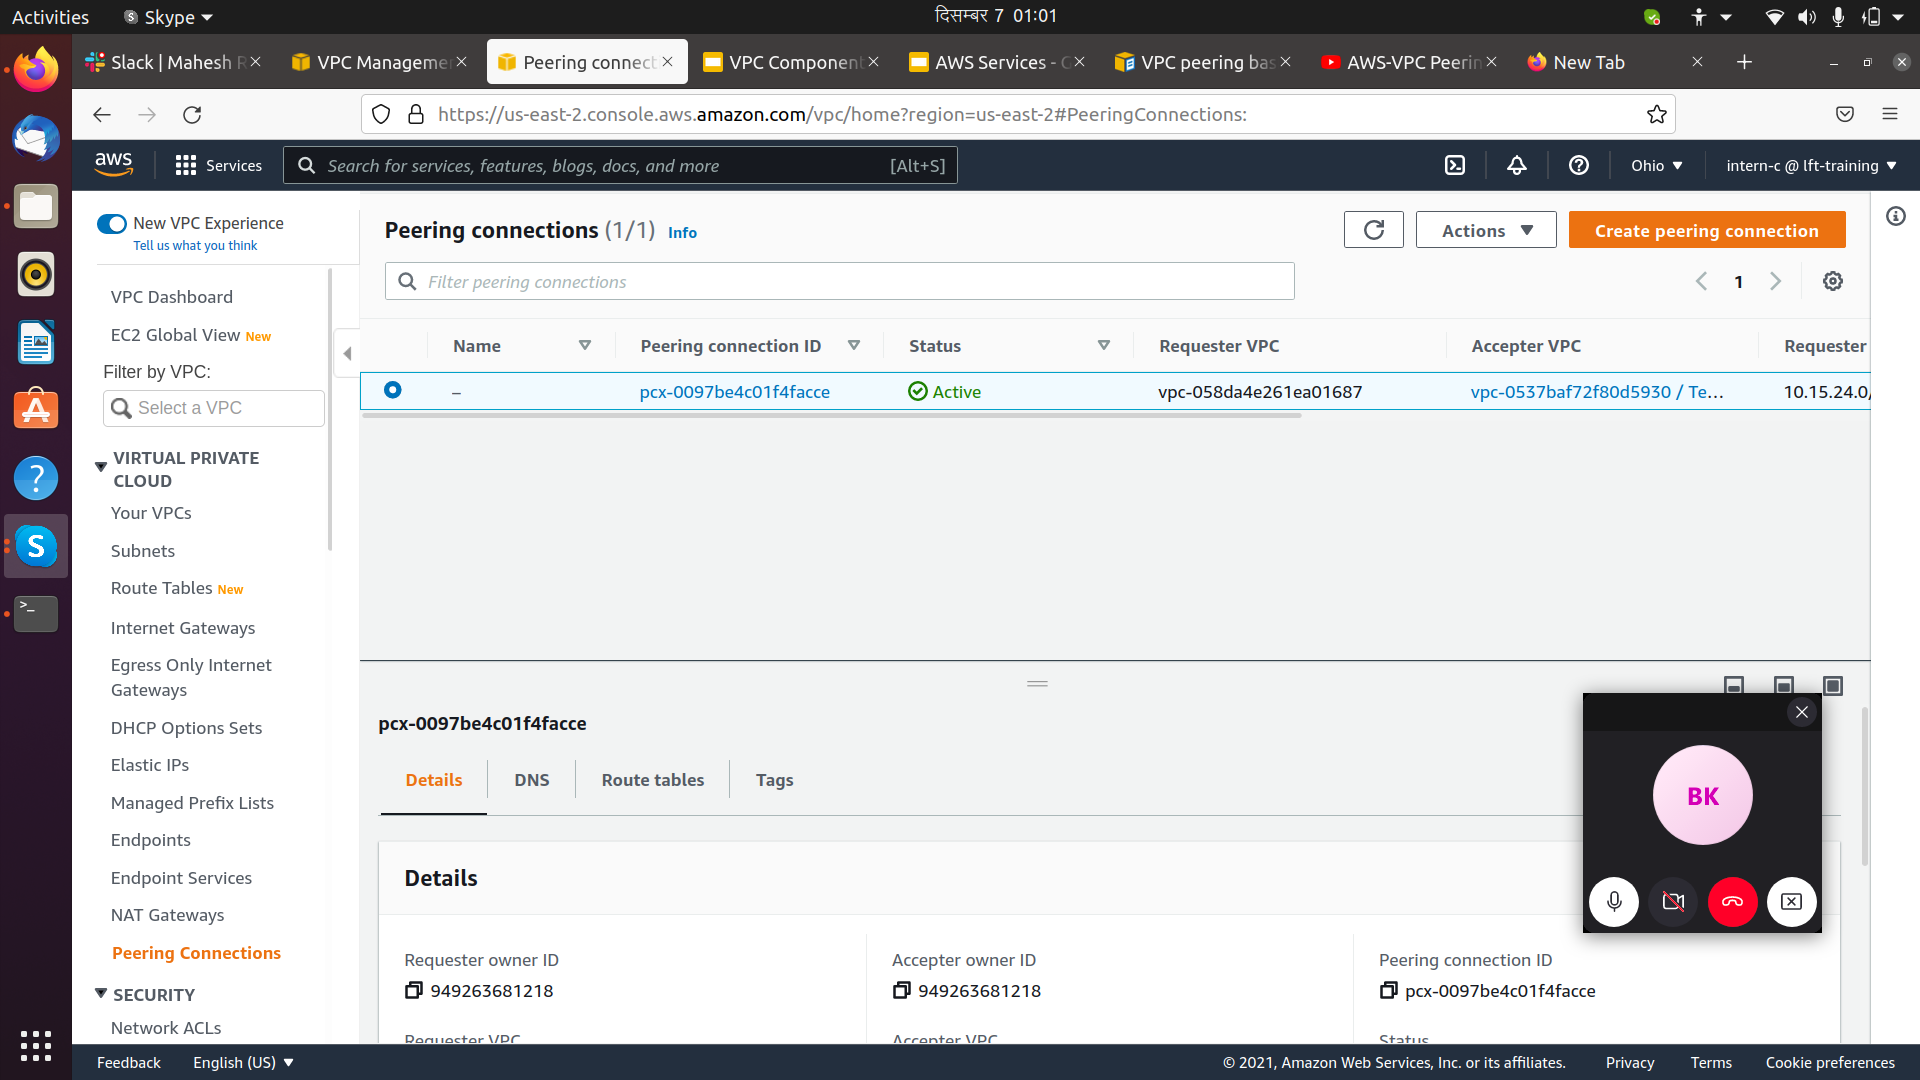 Activities
Skype
दिसम्बर 7 01:01
Slack | Mahesh R
VPC Manageme
Peering connect
VPC Component
AWS Services - G
VPC peering bas
AWS-VPC Peerin
New Tab
https://us-east-2.console.aws.amazon.com/vpc/home?region=us-east-2#PeeringConnections:
aws
Services
Search for services, features, blogs, docs, and more
[Alt+S]
Ohio
intern-c @ lft-training
New VPC Experience
Tell us what you think
VPC Dashboard
EC2 Global View New
Filter by VPC:
Select a VPC
VIRTUAL PRIVATE
CLOUD
Your VPCs
Subnets
Route Tables New
Internet Gateways
Egress Only Internet
Gateways
DHCP Options Sets
Elastic IPs
Managed Prefix Lists
Endpoints
Endpoint Services
NAT Gateways
Peering Connections
SECURITY
Network ACLs
Peering connections (1/1) Info
Actions
Create peering connection
Filter peering connections
1
Name
Peering connection ID
Status
Requester VPC
Accepter VPC
Requester
–
pcx-0097be4c01f4facce
Active
vpc-058da4e261ea01687
vpc-0537baf72f80d5930 / Te...
10.15.24.0/
pcx-0097be4c01f4facce
Details
DNS
Route tables
Tags
BK
Details
Requester owner ID
949263681218
Accepter owner ID
949263681218
Peering connection ID
pcx-0097be4c01f4facce
Requester VPC
Accepter VPC
Status
Feedback
English (US)
© 2021, Amazon Web Services, Inc. or its affiliates.
Privacy
Terms
Cookie preferences